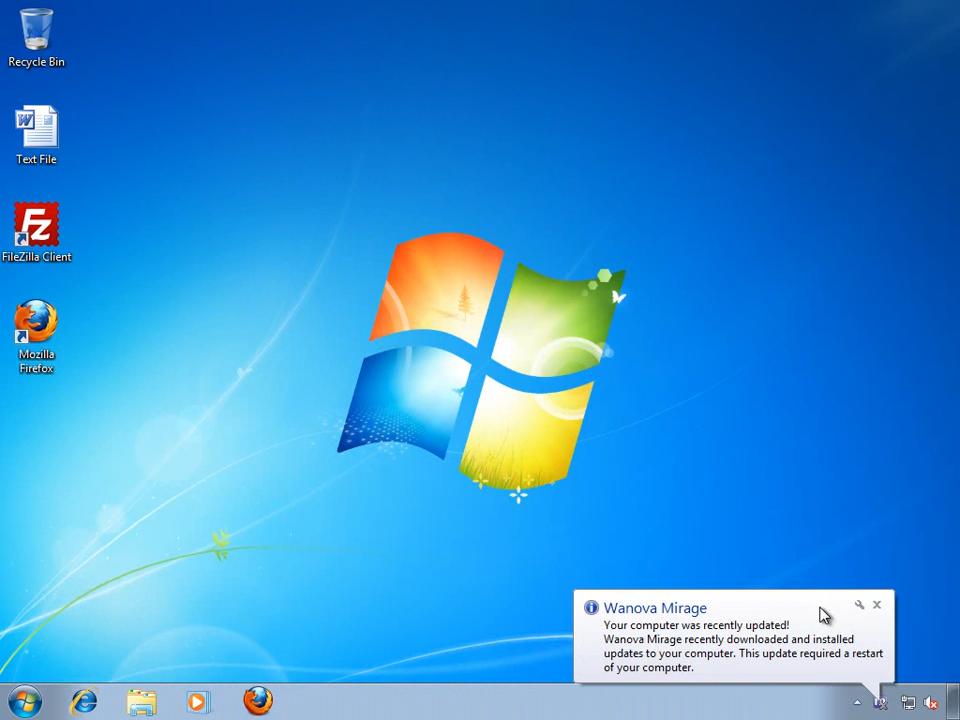 Recycle Bin
Text File
FileZilla Client
Mozilla
Firefox
Wanova Mirage
Your computer was recently updated!
Wanova Mirage recently downloaded and installed
updates to your computer. This update required a restart
of your computer.